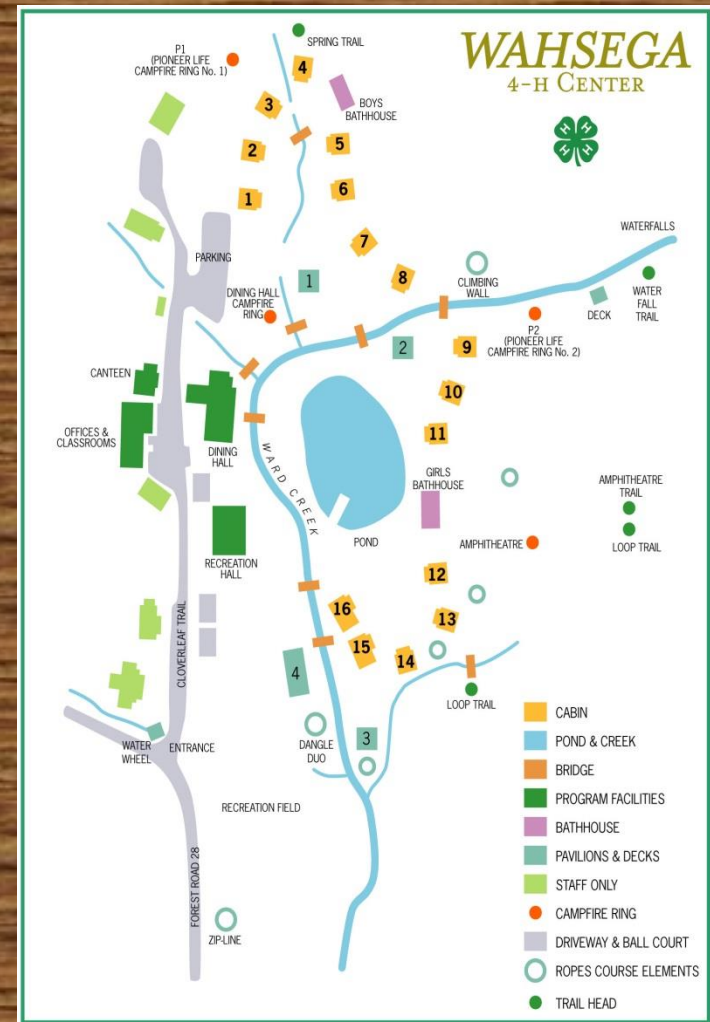 WAHSEGA
4-H CENTER
H H H H
SPRING TRAIL
P1
(PIONEER LIFE
CAMPFIRE RING No. 1)
4
3
BOYS
BATHHOUSE
2
5
1
6
7
WATERFALLS
PARKING
8
CLIMBING
WALL
1
DINING HALL
CAMPFIRE
RING
WATER
FALL
TRAIL
DECK
P2
(PIONEER LIFE
CAMPFIRE RING No. 2)
2
9
CANTEEN
10
OFFICES &
CLASSROOMS
DINING
HALL
11
WARD CREEK
GIRLS
BATHHOUSE
AMPHITHEATRE
TRAIL
POND
AMPHITHEATRE
LOOP TRAIL
RECREATION
HALL
12
CLOVERLEAF TRAIL
16
13
15
14
4
LOOP TRAIL
WATER
WHEEL
ENTRANCE
DANGLE
DUO
3
RECREATION FIELD
FOREST ROAD 28
ZIP-LINE
CABIN
POND & CREEK
BRIDGE
PROGRAM FACILITIES
BATHHOUSE
PAVILIONS & DECKS
STAFF ONLY
CAMPFIRE RING
DRIVEWAY & BALL COURT
ROPES COURSE ELEMENTS
TRAIL HEAD